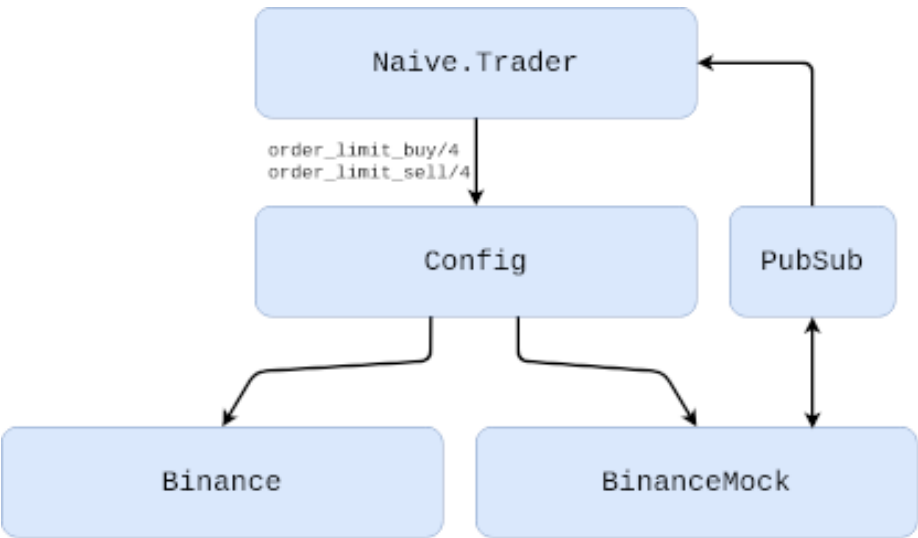 Naive.Trader
order_limit_buy/4
order_limit_sell/4
Config
PubSub
Binance
BinanceMock